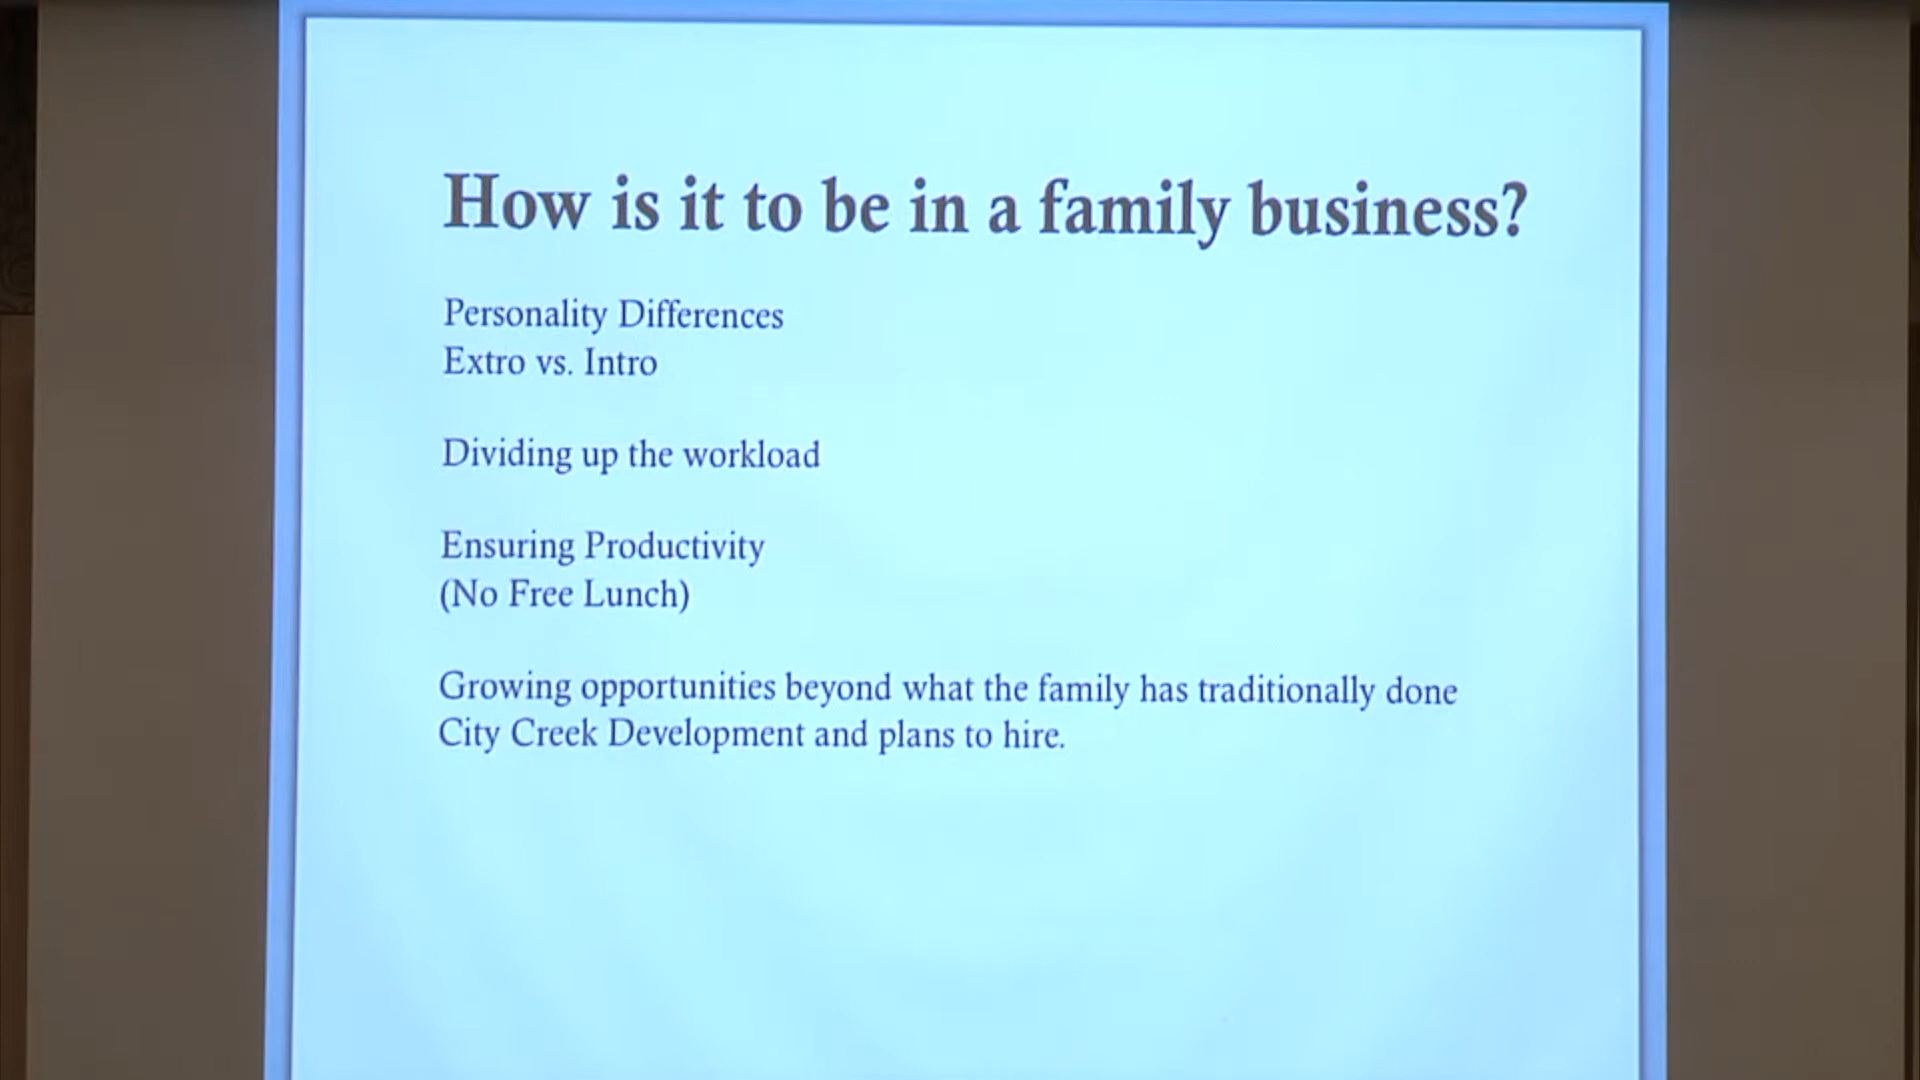 How is it to be in a family business?
Personality Differences
Extro vs. Intro
Dividing up the workload
Ensuring Productivity
(No Free Lunch)
Growing opportunities beyond what the family has traditionally done
City Creek Development and plans to hire.